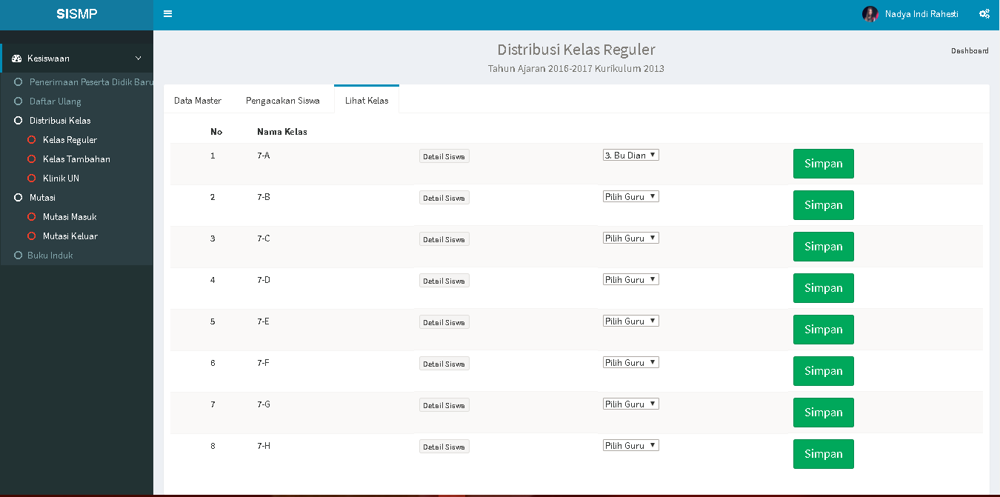 SISMP
Nadya Indi Rahesti
Kesiswaan
Penerimaan Peserta Didik Baru
Daftar Ulang
Distribusi Kelas
Kelas Reguler
Kelas Tambahan
Klinik UN
Mutasi
Mutasi Masuk
Mutasi Keluar
Buku Induk
Distribusi Kelas Reguler
Tahun Ajaran 2016-2017 Kurikulum 2013
Dashboard
Data Master Pengacakan Siswa Lihat Kelas
No Nama Kelas
1 7-A Detail Siswa 3. Bu Dian Simpan
2 7-B Detail Siswa Pilih Guru Simpan
3 7-C Detail Siswa Pilih Guru Simpan
4 7-D Detail Siswa Pilih Guru Simpan
5 7-E Detail Siswa Pilih Guru Simpan
6 7-F Detail Siswa Pilih Guru Simpan
7 7-G Detail Siswa Pilih Guru Simpan
8 7-H Detail Siswa Pilih Guru Simpan